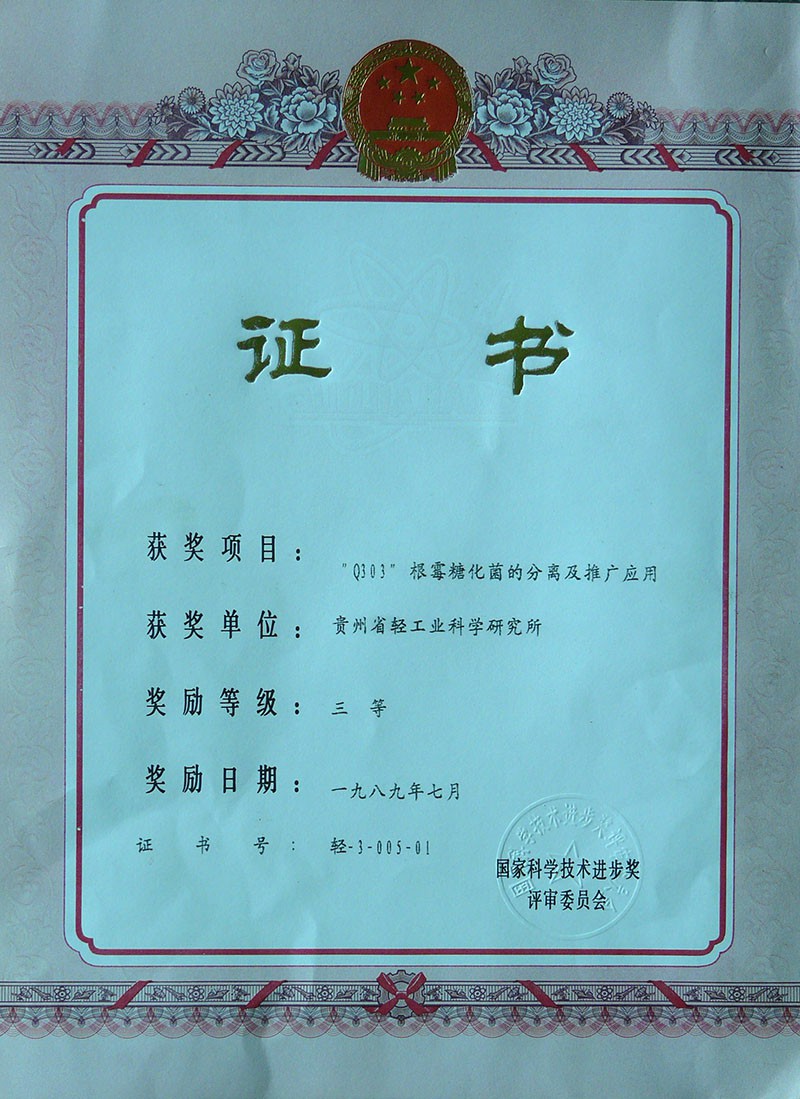 证 书
获奖项目： "Q303" 根霉糖化菌的分离及推广应用
获奖单位： 贵州省轻工业科学研究所
奖励等级： 三 等
奖励日期： 一九八九年七月
证 书 号： 轻-3-005-01
国家科学技术进步奖
评审委员会